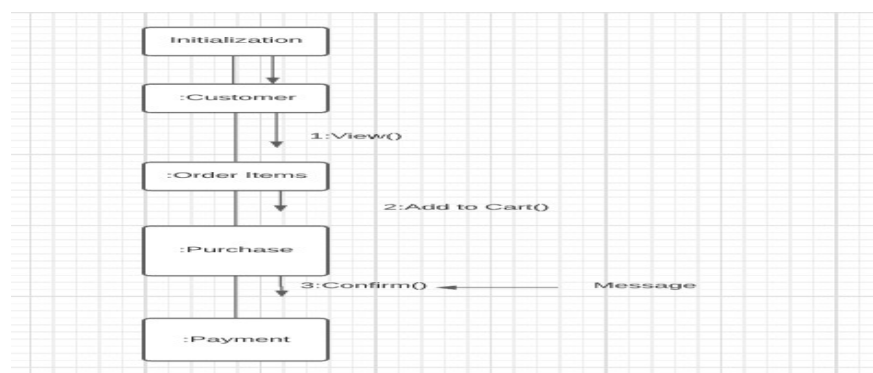 Initialization
:Customer
1:View()
:Order Items
2:Add to Cart()
:Purchase
3:Confirm() Message
:Payment